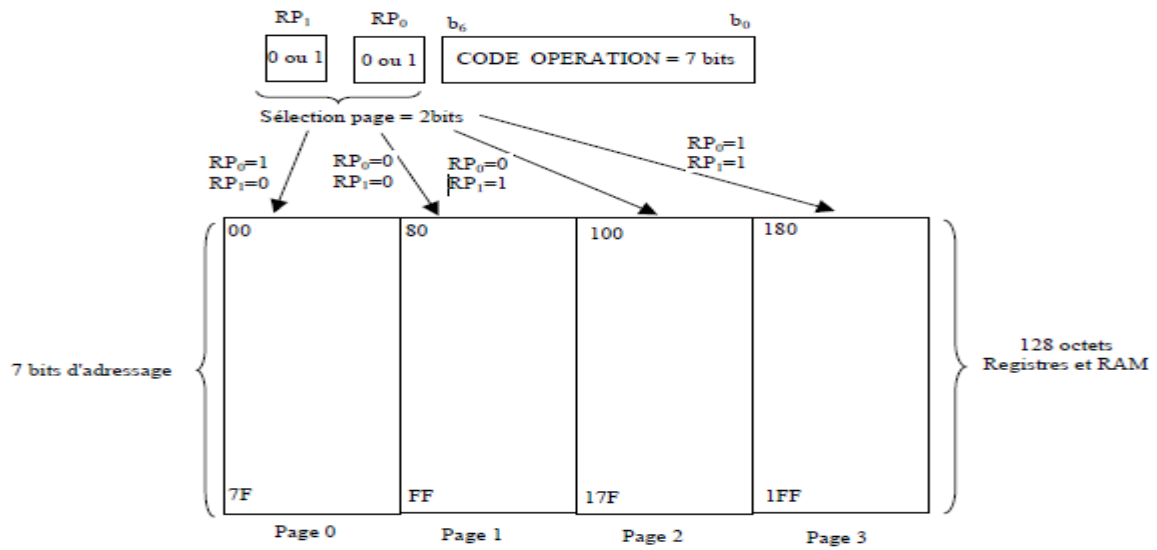 RP₁ RP₀ b₆ b₀
0 ou 1 0 ou 1 CODE OPERATION = 7 bits
Sélection page = 2bits
RP₀=1
RP₁=0
RP₀=0
RP₁=0
RP₀=0
RP₁=1
RP₀=1
RP₁=1
00 80 100 180
7 bits d'adressage
128 octets
Registres et RAM
7F FF 17F 1FF
Page 0 Page 1 Page 2 Page 3